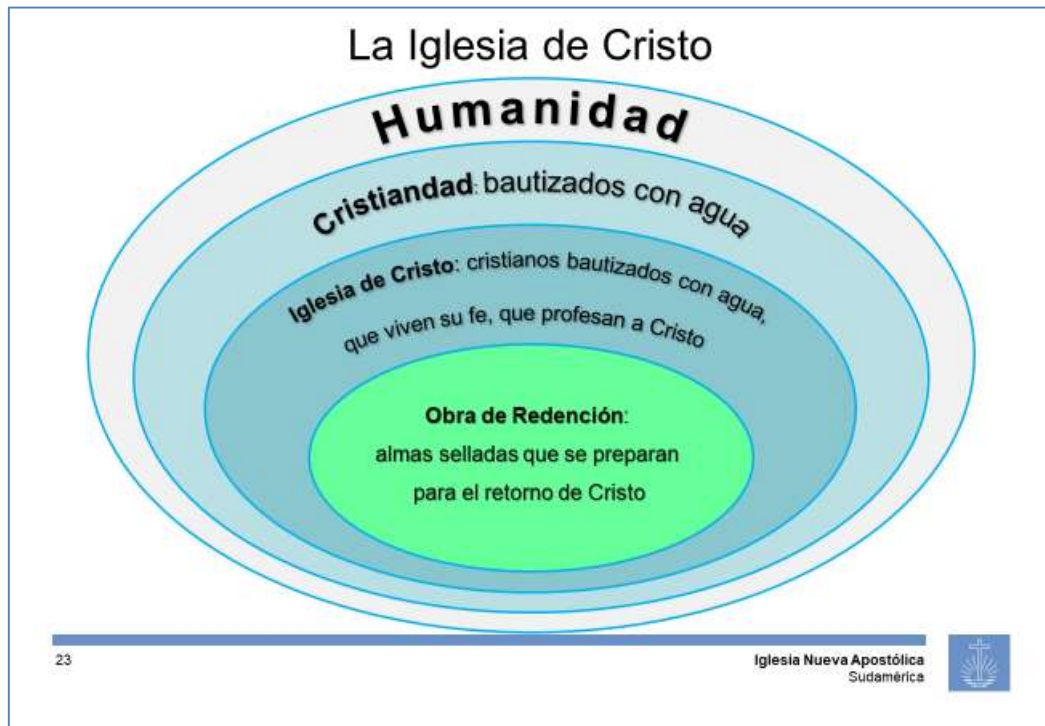 La Iglesia de Cristo
Humanidad
Cristiandad: bautizados con agua
Iglesia de Cristo: cristianos bautizados con agua,
que viven su fe, que profesan a Cristo
Obra de Redención:
almas selladas que se preparan
para el retorno de Cristo
23
Iglesia Nueva Apostólica
Sudamérica